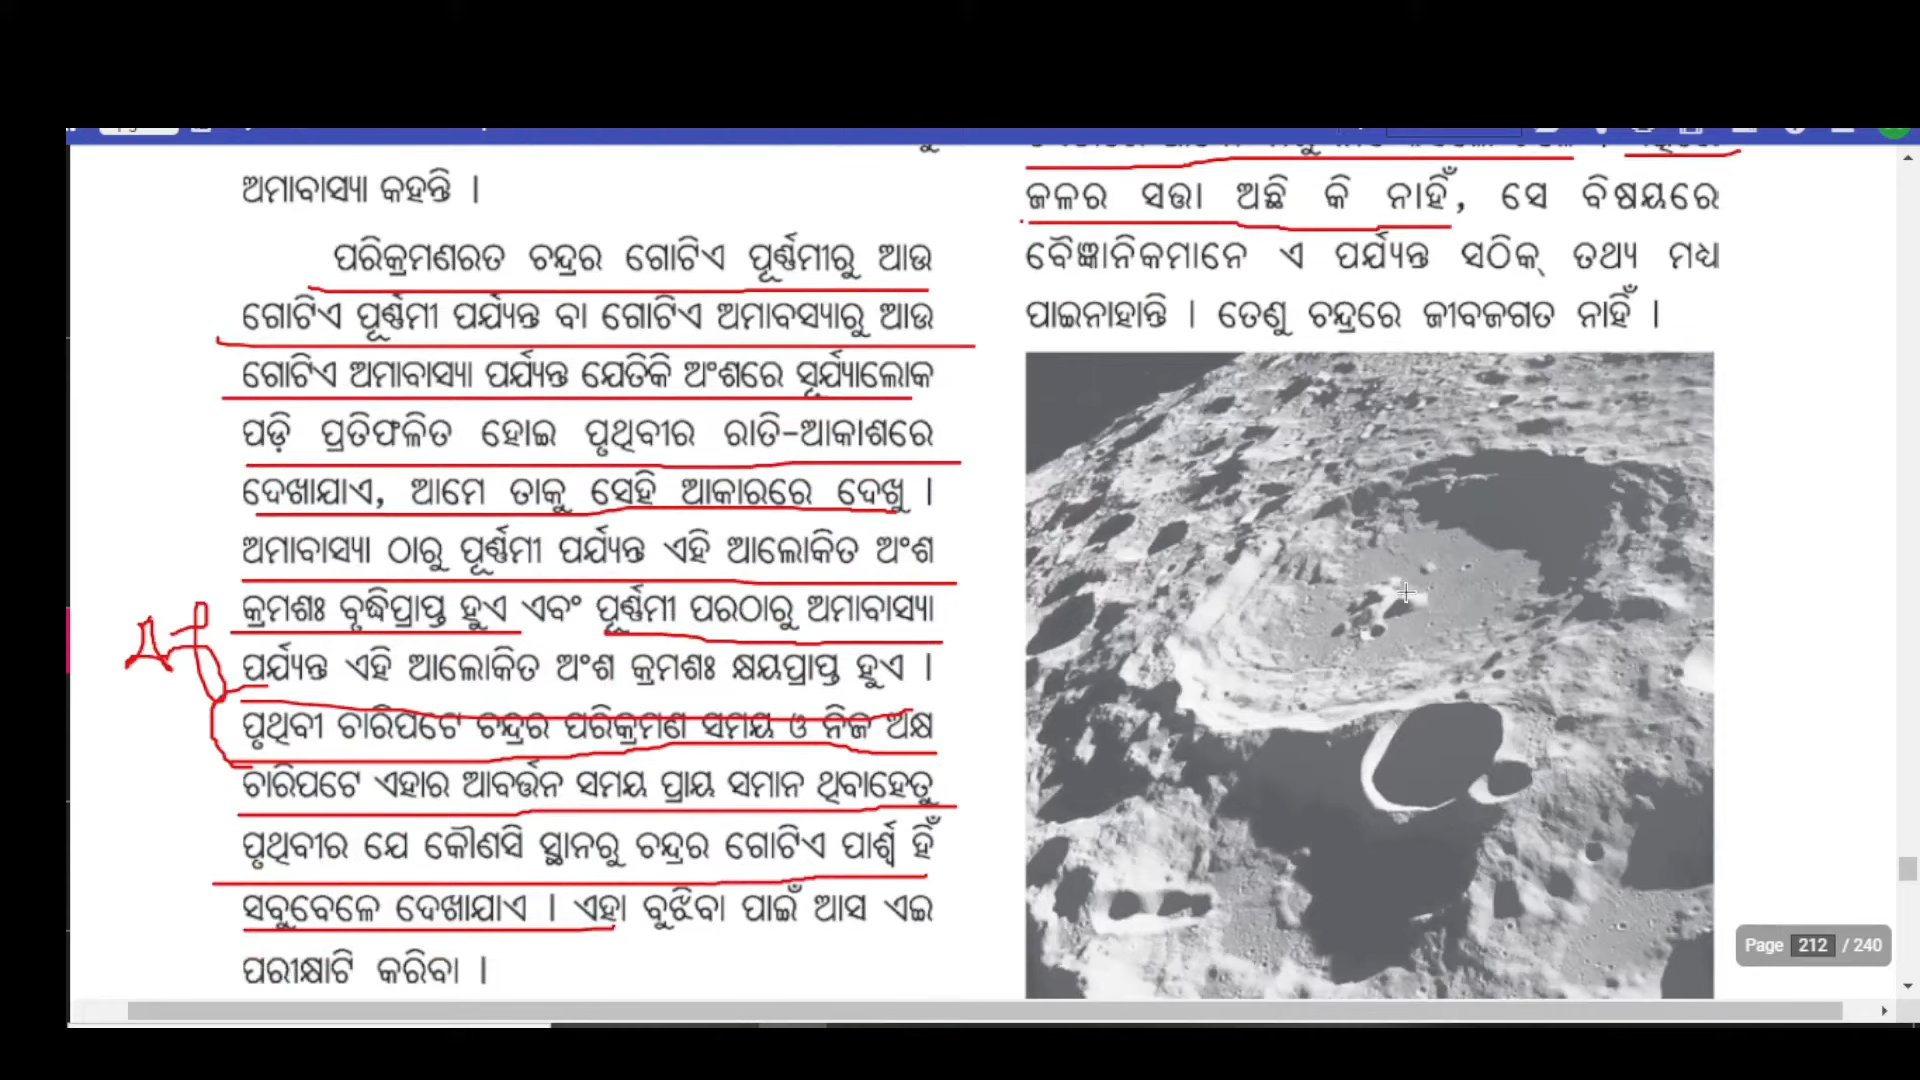 ଅମାବାସ୍ୟା କହନ୍ତି ।
ପରିକ୍ରମଣରତ ଚନ୍ଦ୍ରର ଗୋଟିଏ ପୂର୍ଣ୍ଣମୀରୁ ଆଉ
ଗୋଟିଏ ପୂର୍ଣ୍ଣମୀ ପର୍ଯ୍ୟନ୍ତ ବା ଗୋଟିଏ ଅମାବସ୍ୟାରୁ ଆଉ
ଗୋଟିଏ ଅମାବାସ୍ୟା ପର୍ଯ୍ୟନ୍ତ ଯେତିକି ଅଂଶରେ ସୂର୍ଯ୍ୟାଲୋକ
ପଡ଼ି ପ୍ରତିଫଳିତ ହୋଇ ପୃଥିବୀର ରାତି-ଆକାଶରେ
ଦେଖାଯାଏ, ଆମେ ତାକୁ ସେହି ଆକାରରେ ଦେଖୁ ।
ଅମାବାସ୍ୟା ଠାରୁ ପୂର୍ଣ୍ଣମୀ ପର୍ଯ୍ୟନ୍ତ ଏହି ଆଲୋକିତ ଅଂଶ
କ୍ରମଶଃ ବୃଦ୍ଧିପ୍ରାପ୍ତ ହୁଏ ଏବଂ ପୂର୍ଣ୍ଣମୀ ପରଠାରୁ ଅମାବାସ୍ୟା
ପର୍ଯ୍ୟନ୍ତ ଏହି ଆଲୋକିତ ଅଂଶ କ୍ରମଶଃ କ୍ଷୟପ୍ରାପ୍ତ ହୁଏ ।
ପୃଥିବୀ ଚାରିପଟେ ଚନ୍ଦ୍ରର ପରିକ୍ରମଣ ସମୟ ଓ ନିଜ ଅକ୍ଷ
ଚାରିପଟେ ଏହାର ଆବର୍ତ୍ତନ ସମୟ ପ୍ରାୟ ସମାନ ଥିବାହେତୁ
ପୃଥିବୀର ଯେ କୌଣସି ସ୍ଥାନରୁ ଚନ୍ଦ୍ରର ଗୋଟିଏ ପାର୍ଶ୍ୱ ହିଁ
ସବୁବେଳେ ଦେଖାଯାଏ । ଏହା ବୁଝିବା ପାଇଁ ଆସ ଏଇ
ପରୀକ୍ଷାଟି କରିବା ।
ଜଳର ସତ୍ତା ଅଛି କି ନାହିଁ, ସେ ବିଷୟରେ
ବୈଜ୍ଞାନିକମାନେ ଏ ପର୍ଯ୍ୟନ୍ତ ସଠିକ୍ ତଥ୍ୟ ମଧ୍ୟ
ପାଇନାହାନ୍ତି । ତେଣୁ ଚନ୍ଦ୍ରରେ ଜୀବଜଗତ ନାହିଁ ।
Page 212 / 240